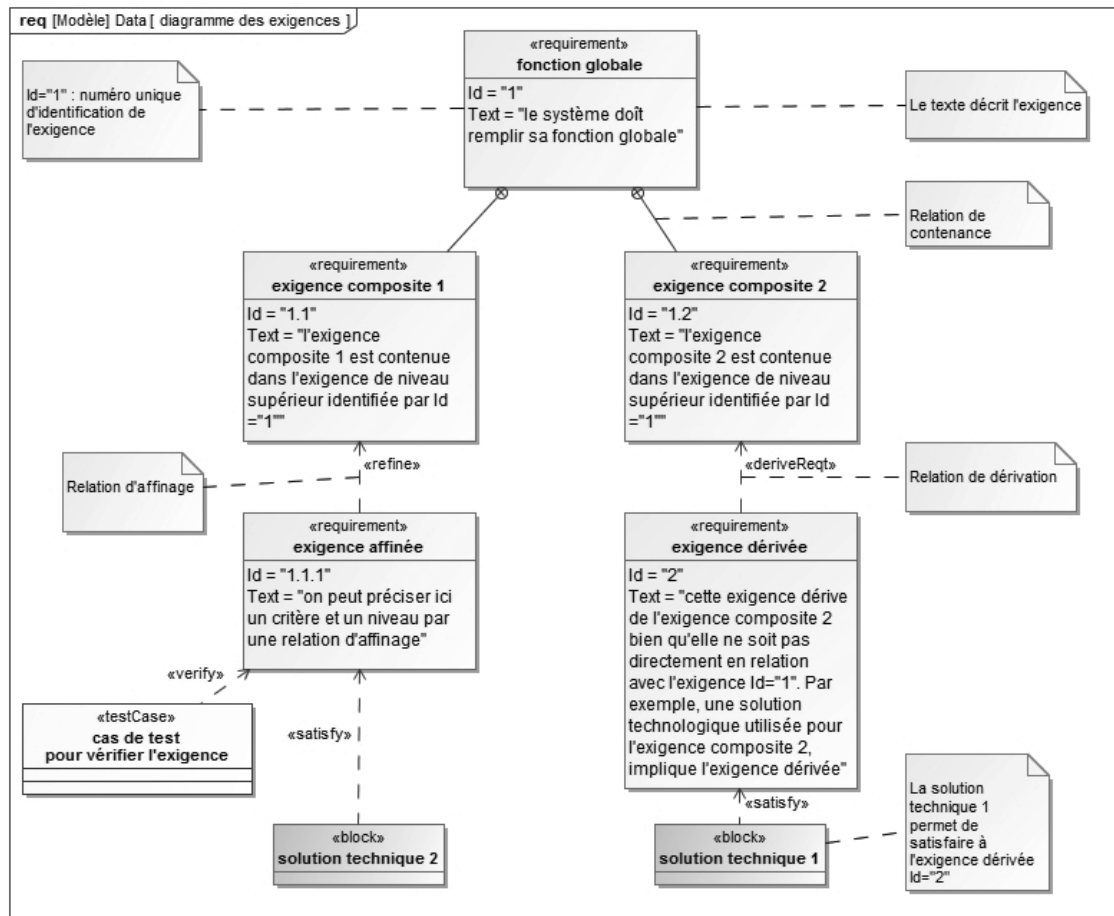 req [Modèle] Data [ diagramme des exigences ]
«requirement»
fonction globale
Id = "1"
Text = "le système doît
remplir sa fonction globale"
Id="1" : numéro unique
d'identification de
l'exigence
Le texte décrit l'exigence
Relation de
contenance
«requirement»
exigence composite 1
Id = "1.1"
Text = "l'exigence
composite 1 est contenue
dans l'exigence de niveau
supérieur identifiée par Id
="1""
«requirement»
exigence composite 2
Id = "1.2"
Text = "l'exigence
composite 2 est contenue
dans l'exigence de niveau
supérieur identifiée par Id
="1""
«refine»
Relation d'affinage
«deriveReqt»
Relation de dérivation
«requirement»
exigence affinée
Id = "1.1.1"
Text = "on peut préciser ici
un critère et un niveau par
une relation d'affinage"
«requirement»
exigence dérivée
Id = "2"
Text = "cette exigence dérive
de l'exigence composite 2
bien qu'elle ne soit pas
directement en relation
avec l'exigence Id="1". Par
exemple, une solution
technologique utilisée pour
l'exigence composite 2,
implique l'exigence dérivée"
«verify»
«testCase»
cas de test
pour vérifier l'exigence
«satisfy»
«block»
solution technique 2
«satisfy»
«block»
solution technique 1
La solution
technique 1
permet de
satisfaire à
l'exigence dérivée
Id="2"